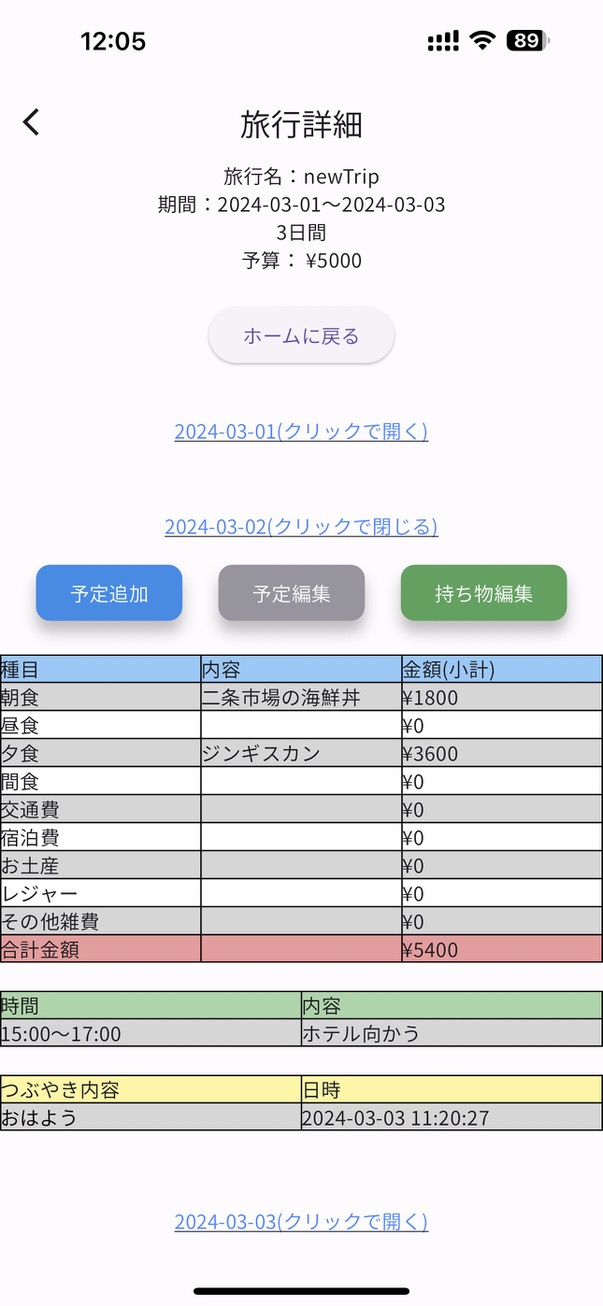 12:05
89
旅行詳細
旅行名：newTrip
期間：2024-03-01〜2024-03-03
3日間
予算： ¥5000
ホームに戻る
2024-03-01(クリックで開く)
2024-03-02(クリックで閉じる)
予定追加 予定編集 持ち物編集
種目 内容 金額(小計)
朝食 二条市場の海鮮丼 ¥1800
昼食 ¥0
夕食 ジンギスカン ¥3600
間食 ¥0
交通費 ¥0
宿泊費 ¥0
お土産 ¥0
レジャー ¥0
その他雑費 ¥0
合計金額 ¥5400
時間 内容
15:00〜17:00 ホテル向かう
つぶやき内容 日時
おはよう 2024-03-03 11:20:27
2024-03-03(クリックで開く)